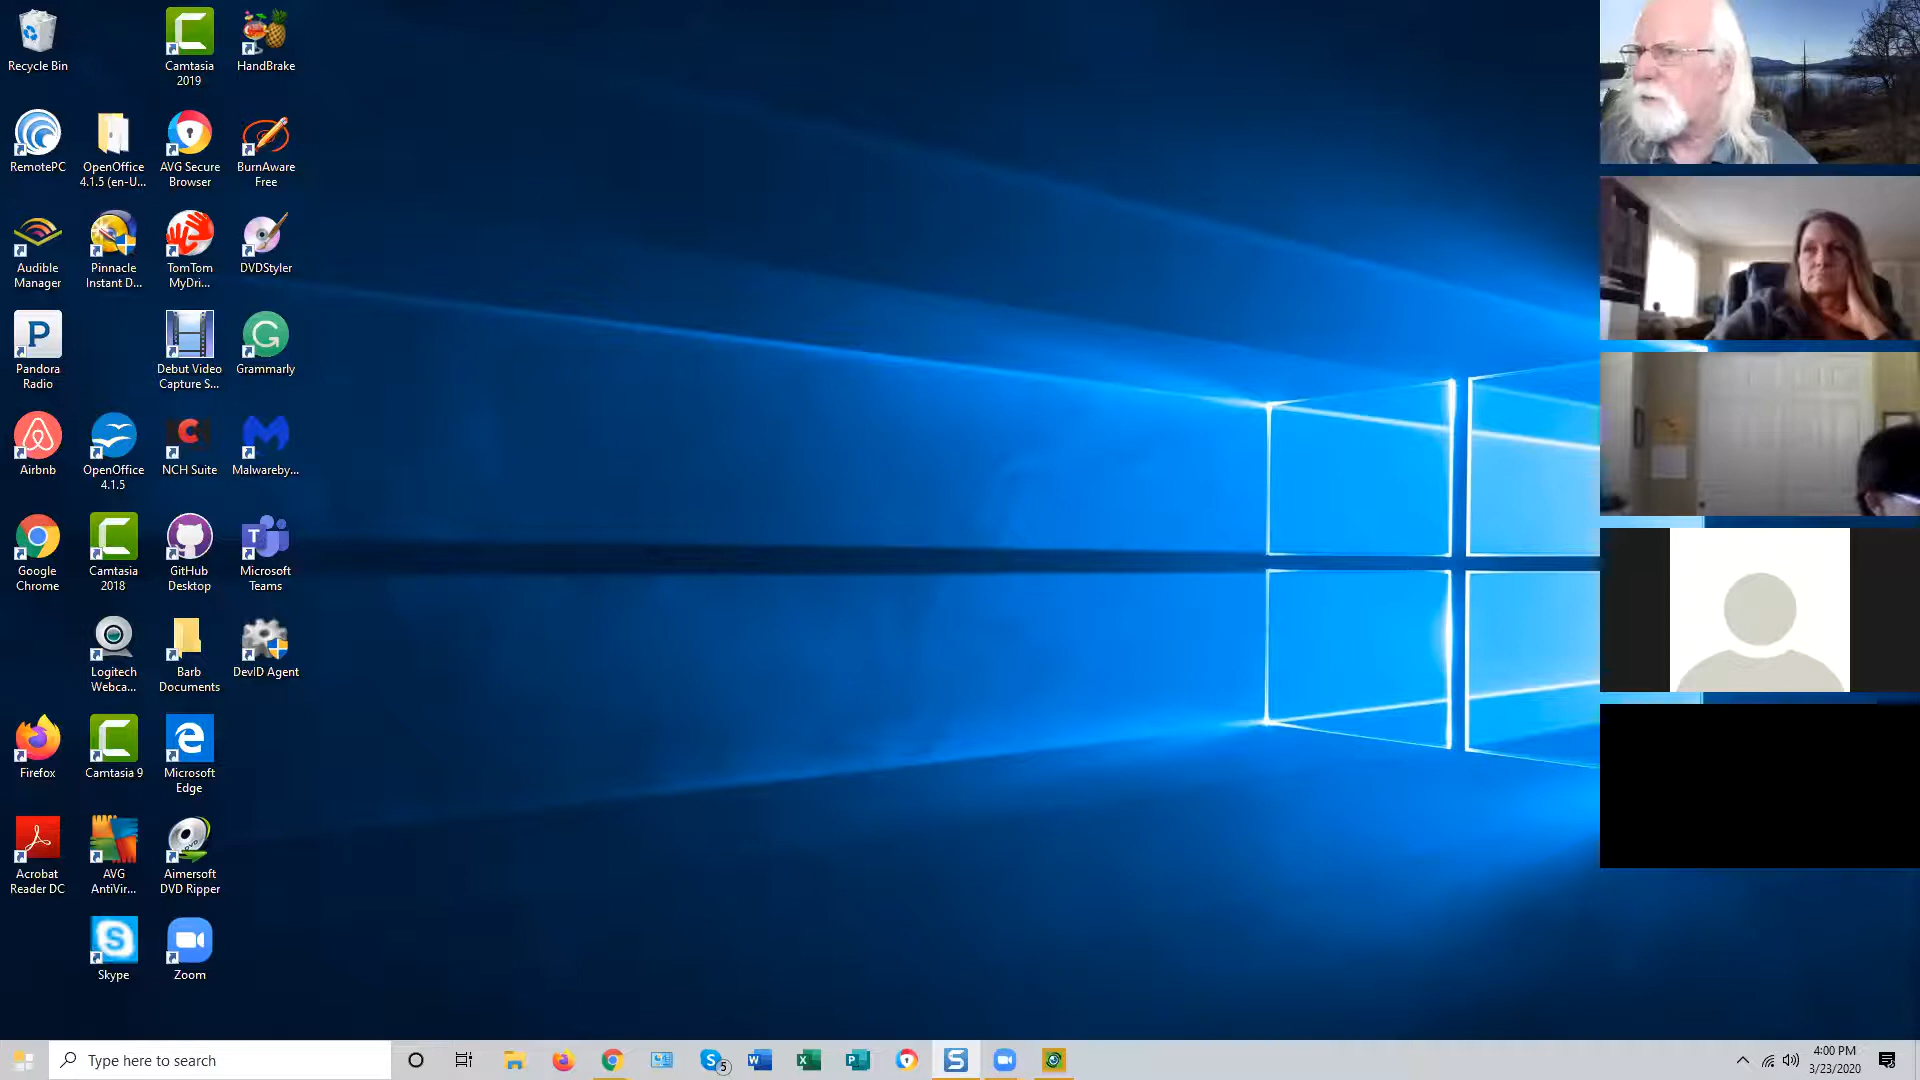 Recycle Bin
Camtasia
2019
HandBrake
RemotePC
OpenOffice
4.1.5 (en-U...
AVG Secure
Browser
BurnAware
Free
Audible
Manager
Pinnacle
Instant D...
TomTom
MyDri...
DVDStyler
P
Pandora
Radio
Debut Video
Capture S...
G
Grammarly
Airbnb
OpenOffice
4.1.5
NCH Suite
Malwareby...
Google
Chrome
Camtasia
2018
GitHub
Desktop
T
Microsoft
Teams
Logitech
Webca...
Barb
Documents
DevID Agent
Firefox
Camtasia 9
Microsoft
Edge
Acrobat
Reader DC
AVG
AntiVir...
DVD
Aimersoft
DVD Ripper
S
Skype
Zoom
Type here to search
S 5
W
X
P
S
4:00 PM
3/23/2020